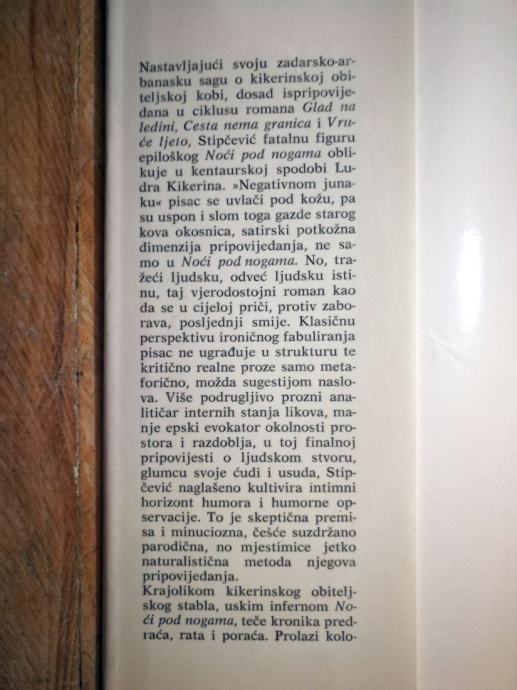 Nastavljajući svoju zadarsko-ar-
banasku sagu o kikerinskoj obi-
teljskoj kobi, dosad ispripovije-
dana u ciklusu romana Glad na
ledini, Cesta nema granica i Vru-
će ljeto, Stipčević fatalnu figuru
epiloškog Noći pod nogama obli-
kuje u kentaurskoj spodobi Lu-
dra Kikerina. »Negativnom juna-
ku« pisac se uvlači pod kožu, pa
su uspon i slom toga gazde starog
kova okosnica, satirski potkožna
dimenzija pripovijedanja, ne sa-
mo u Noći pod nogama. No, tra-
žeći ljudsku, odveć ljudsku isti-
nu, taj vjerodostojni roman kao
da se u cijeloj priči, protiv zabo-
rava, posljednji smije. Klasičnu
perspektivu ironičnog fabuliranja
pisac ne ugrađuje u strukturu te
kritično realne proze samo meta-
forično, možda sugestijom naslo-
va. Više podrugljivo prozni ana-
litičar internih stanja likova, ma-
nje epski evokator okolnosti pro-
stora i razdoblja, u toj finalnoj
pripovijesti o ljudskom stvoru,
glumcu svoje ćudi i usuda, Stip-
čević naglašeno kultivira intimni
horizont humora i humorne op-
servacije. To je skeptična premi-
sa i minuciozna, češće suzdržano
parodična, no mjestimice jetko
naturalistična metoda njegova
pripovijedanja.
Krajolikom kikerinskog obitelj-
skog stabla, uskim infernom No-
ći pod nogama, teče kronika pred-
raća, rata i poraća. Prolazi kolo-